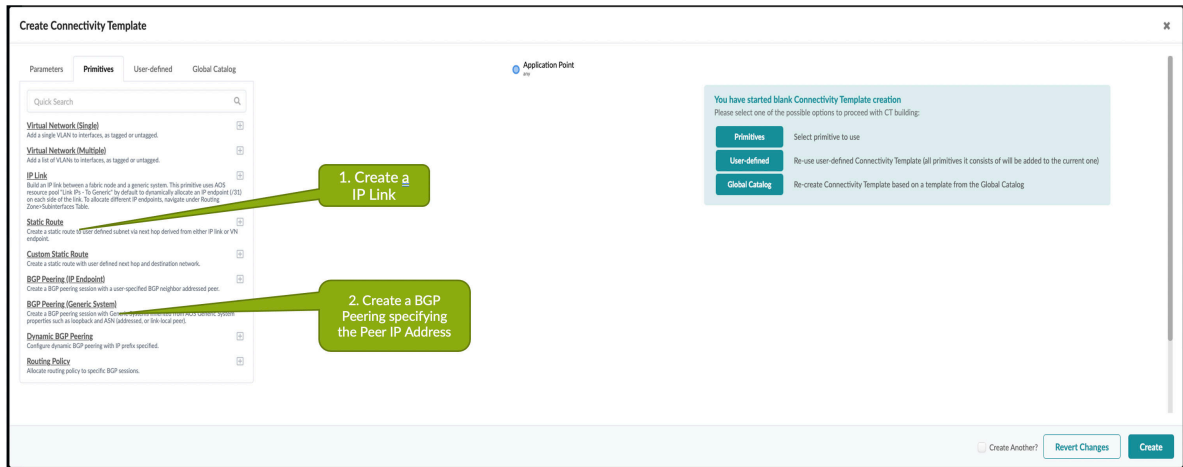 Create Connectivity Template
Parameters Primitives User-defined Global Catalog
Quick Search
Virtual Network (Single)
Add a single VLAN to interfaces, as tagged or untagged.
Virtual Network (Multiple)
Add a list of VLANs to interfaces, as tagged or untagged.
IP Link
Build an IP link between a fabric node and a generic system. This primitive uses AOS
resource pool "Link IPs - To Generic" by default to dynamically allocate an IP endpoint (/31)
on each side of the link. To allocate different IP endpoints, navigate under Routing
Zone>Subinterfaces Table.
Static Route
Create a static route to user defined subnet via next hop derived from either IP link or VN
endpoint.
Custom Static Route
Create a static route with user defined next hop and destination network.
BGP Peering (IP Endpoint)
Create a BGP peering session with a user-specified BGP neighbor addressed peer.
BGP Peering (Generic System)
Create a BGP peering session with Generic Systems inherited from AOS Generic System
properties such as loopback and ASN (addressed, or link-local peer).
Dynamic BGP Peering
Configure dynamic BGP peering with IP prefix specified.
Routing Policy
Allocate routing policy to specific BGP sessions.
1. Create a
IP Link
2. Create a BGP
Peering specifying
the Peer IP Address
Application Point
any
You have started blank Connectivity Template creation
Please select one of the possible options to proceed with CT building:
Primitives Select primitive to use
User-defined Re-use user-defined Connectivity Template (all primitives it consists of will be added to the current one)
Global Catalog Re-create Connectivity Template based on a template from the Global Catalog
Create Another? Revert Changes Create